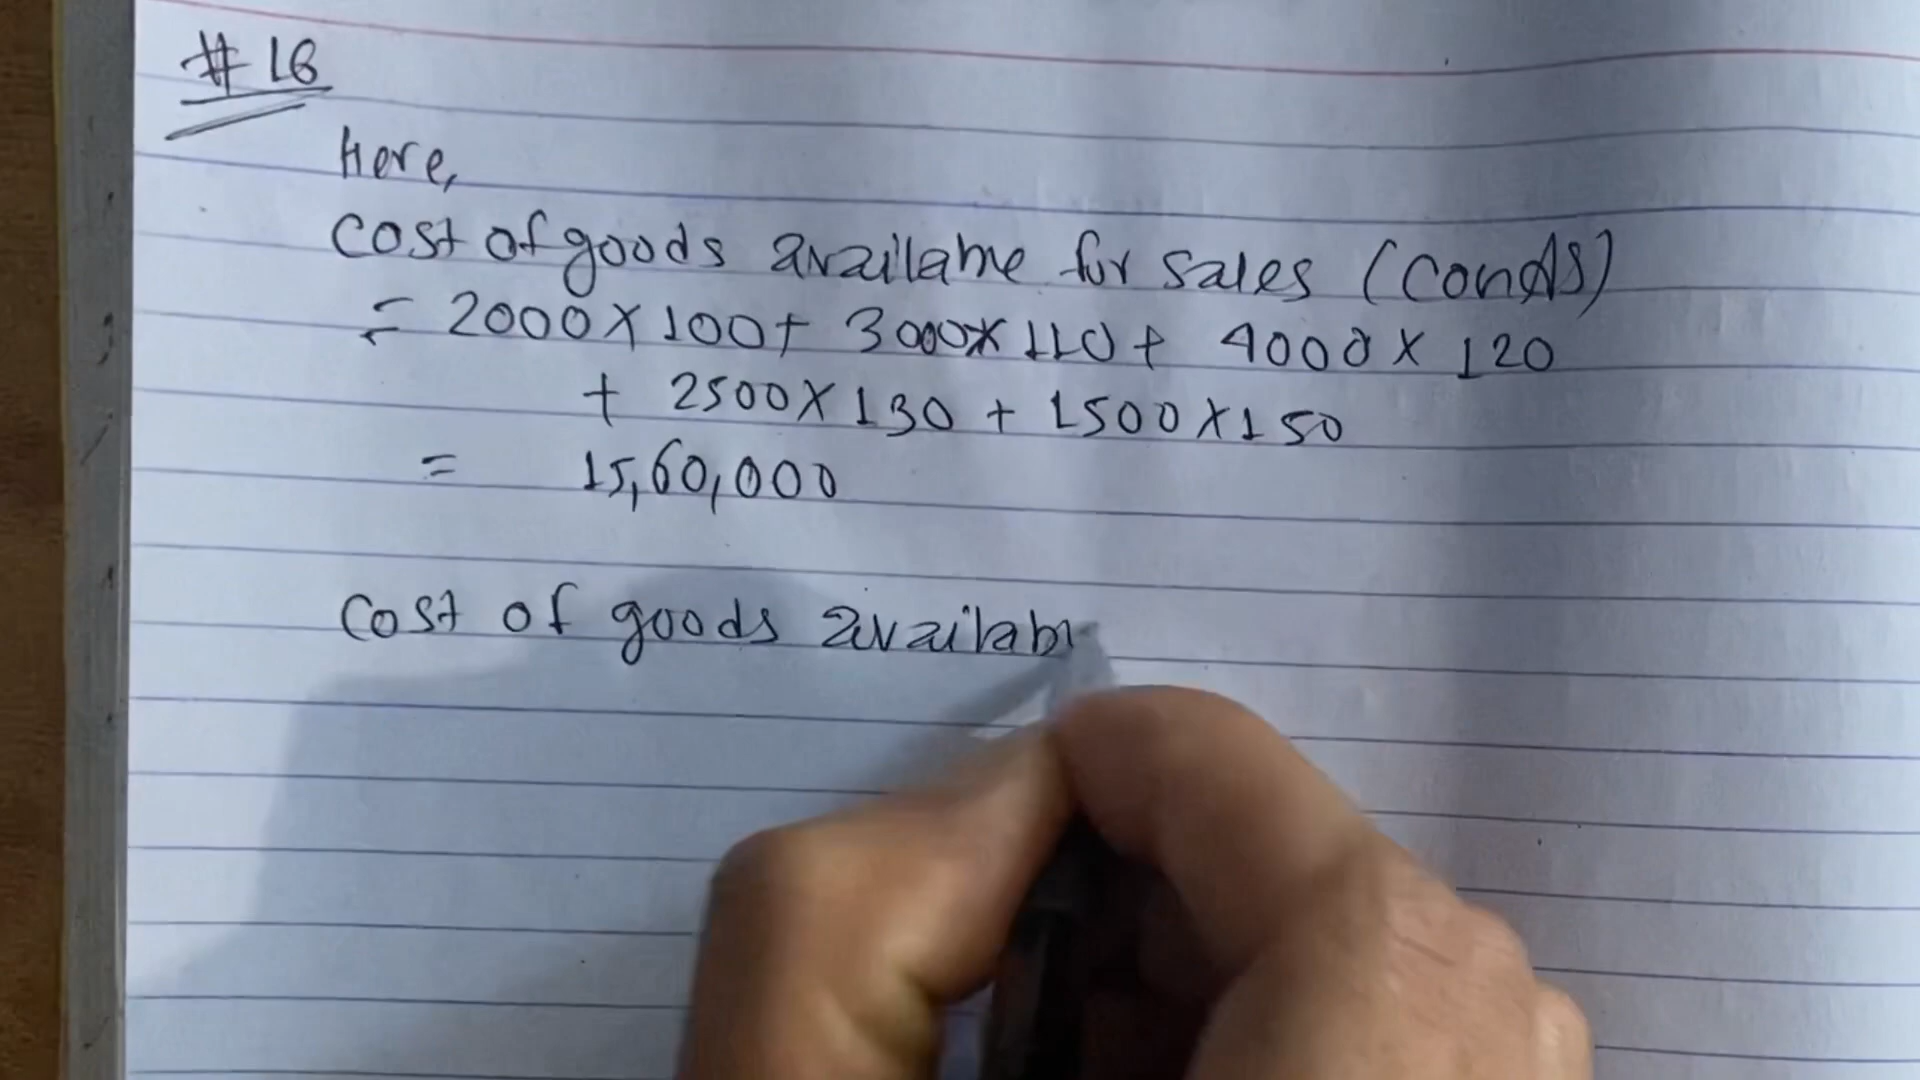 # 16
Here,
Cost of goods available for sales (COGAS)
= 2000 X 100 + 3000 X 110 + 4000 X 120
+ 2500 X 130 + 1500 X 150
= 15,60,000
Cost of goods availab